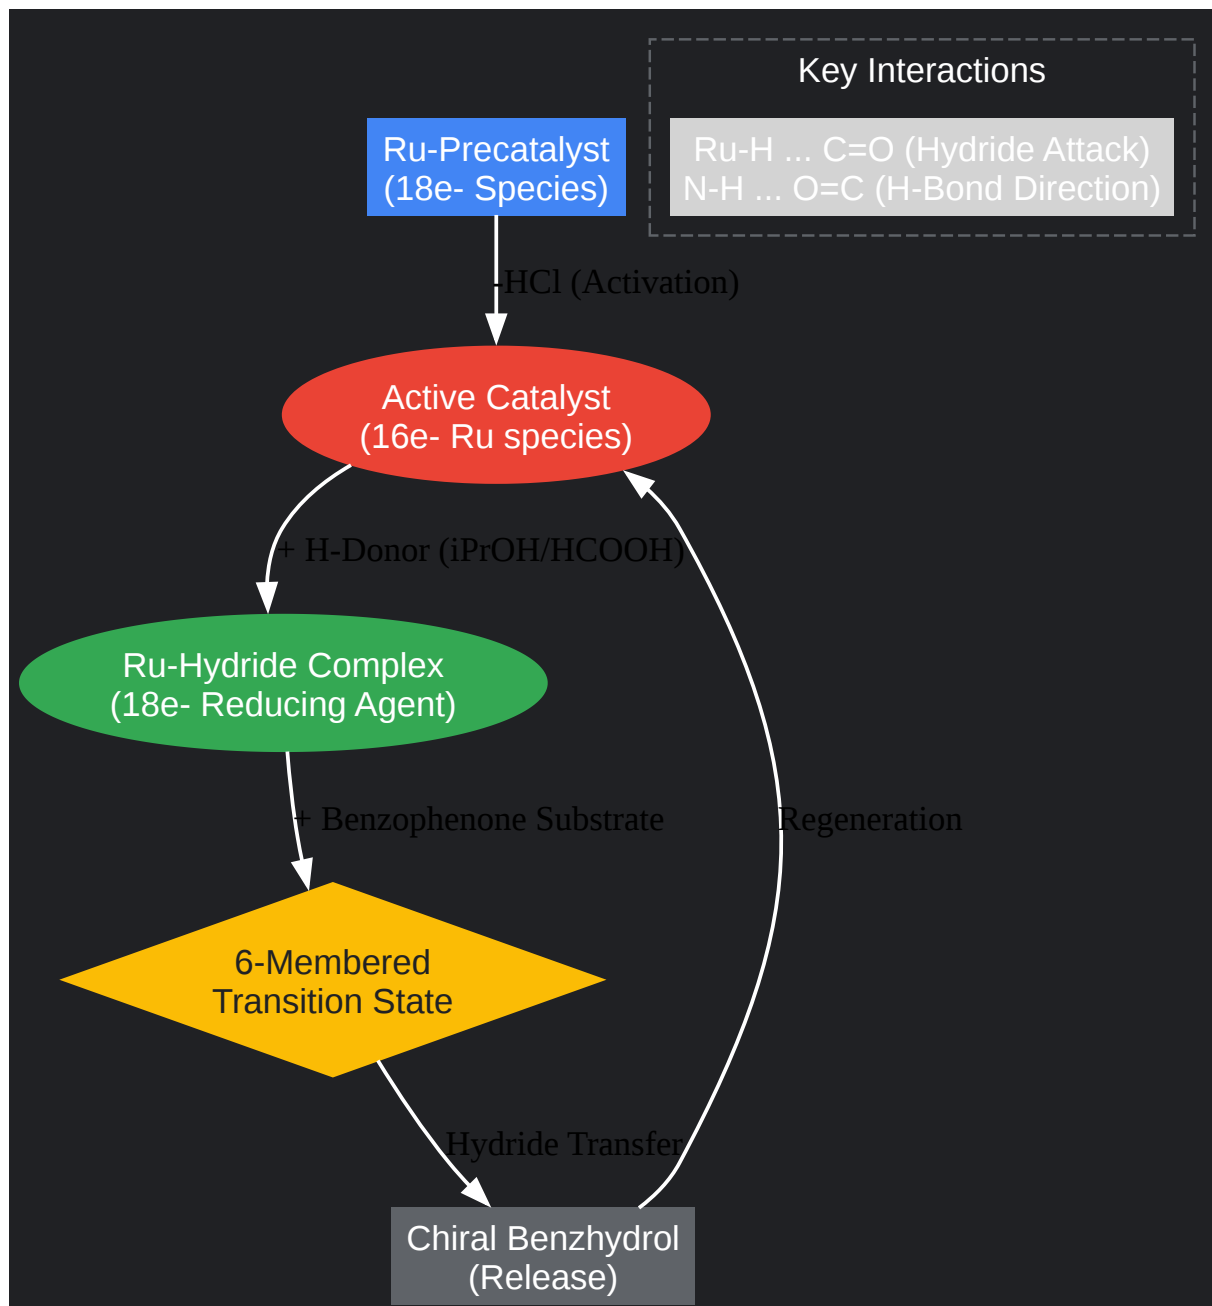 Key Interactions
Ru-Precatalyst
(18e- Species)
Ru-H ... C=O (Hydride Attack)
N-H ... O=C (H-Bond Direction)
-HCl (Activation)
Active Catalyst
(16e- Ru species)
+ H-Donor (iPrOH/HCOOH)
Ru-Hydride Complex
(18e- Reducing Agent)
+ Benzophenone Substrate
Regeneration
6-Membered
Transition State
Hydride Transfer
Chiral Benzhydrol
(Release)